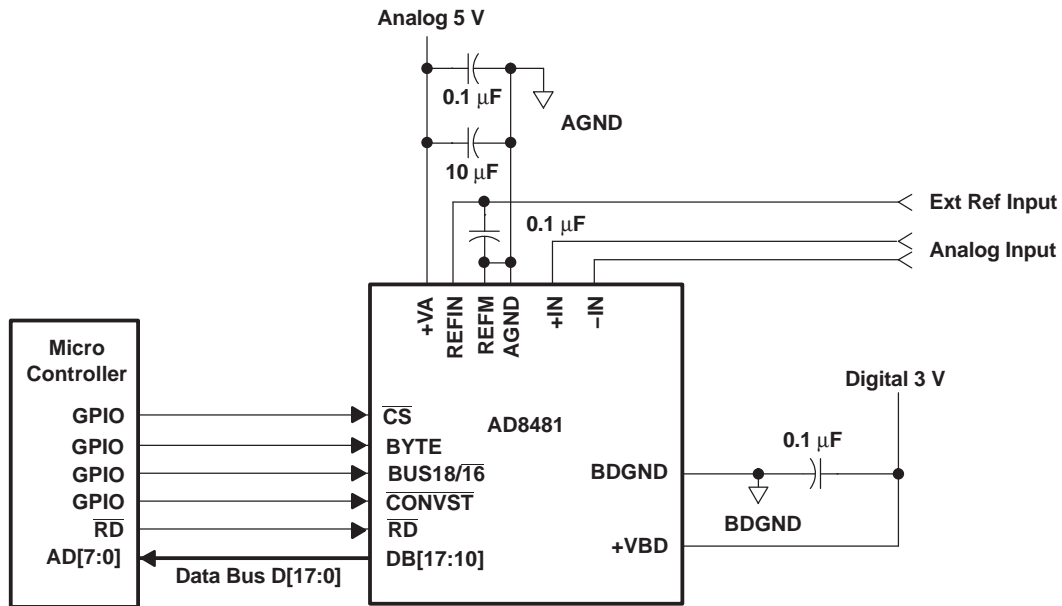 Analog 5 V
0.1 μF
AGND
10 μF
Ext Ref Input
0.1 μF
Analog Input
+VA
REFIN
REFM
AGND
+IN
−IN
Micro
Controller
Digital 3 V
GPIO
CS
AD8481
0.1 μF
GPIO
BYTE
GPIO
BUS18/16
BDGND
GPIO
CONVST
RD
RD
BDGND
AD[7:0]
DB[17:10]
+VBD
Data Bus D[17:0]